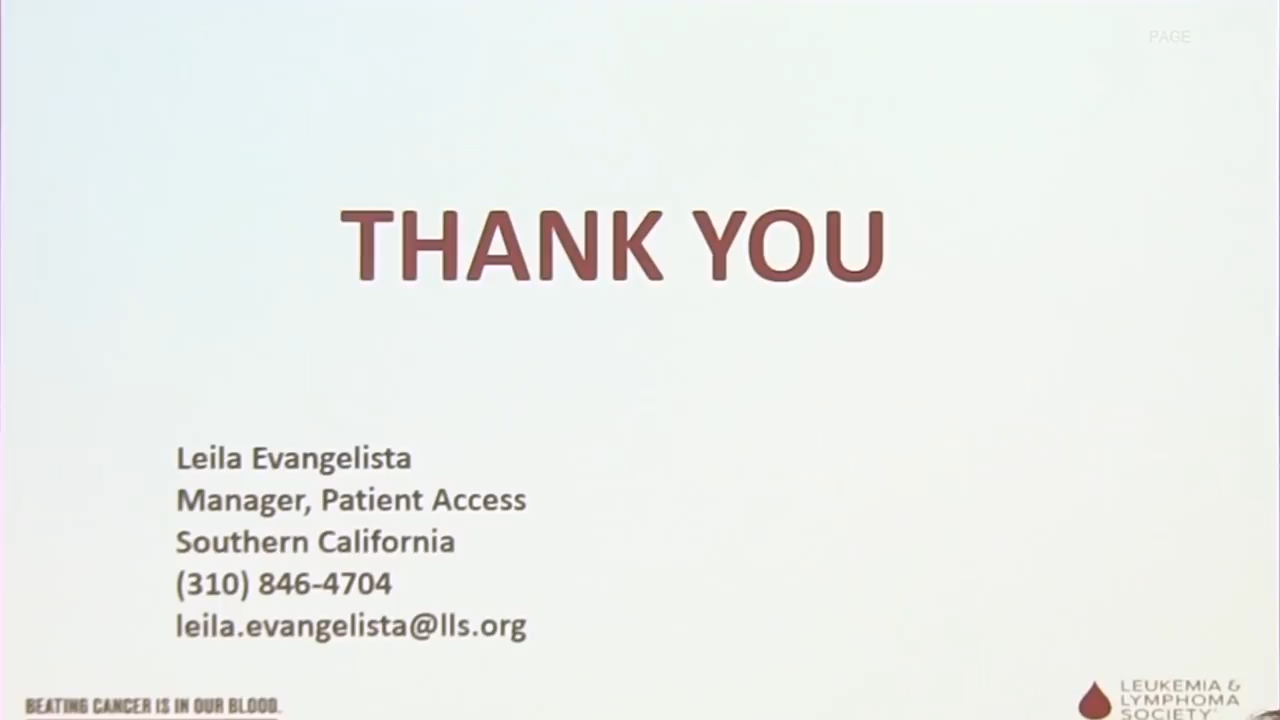 PAGE
THANK YOU
Leila Evangelista
Manager, Patient Access
Southern California
(310) 846-4704
leila.evangelista@lls.org
BEATING CANCER IS IN OUR BLOOD.
LEUKEMIA &
LYMPHOMA
SOCIETY